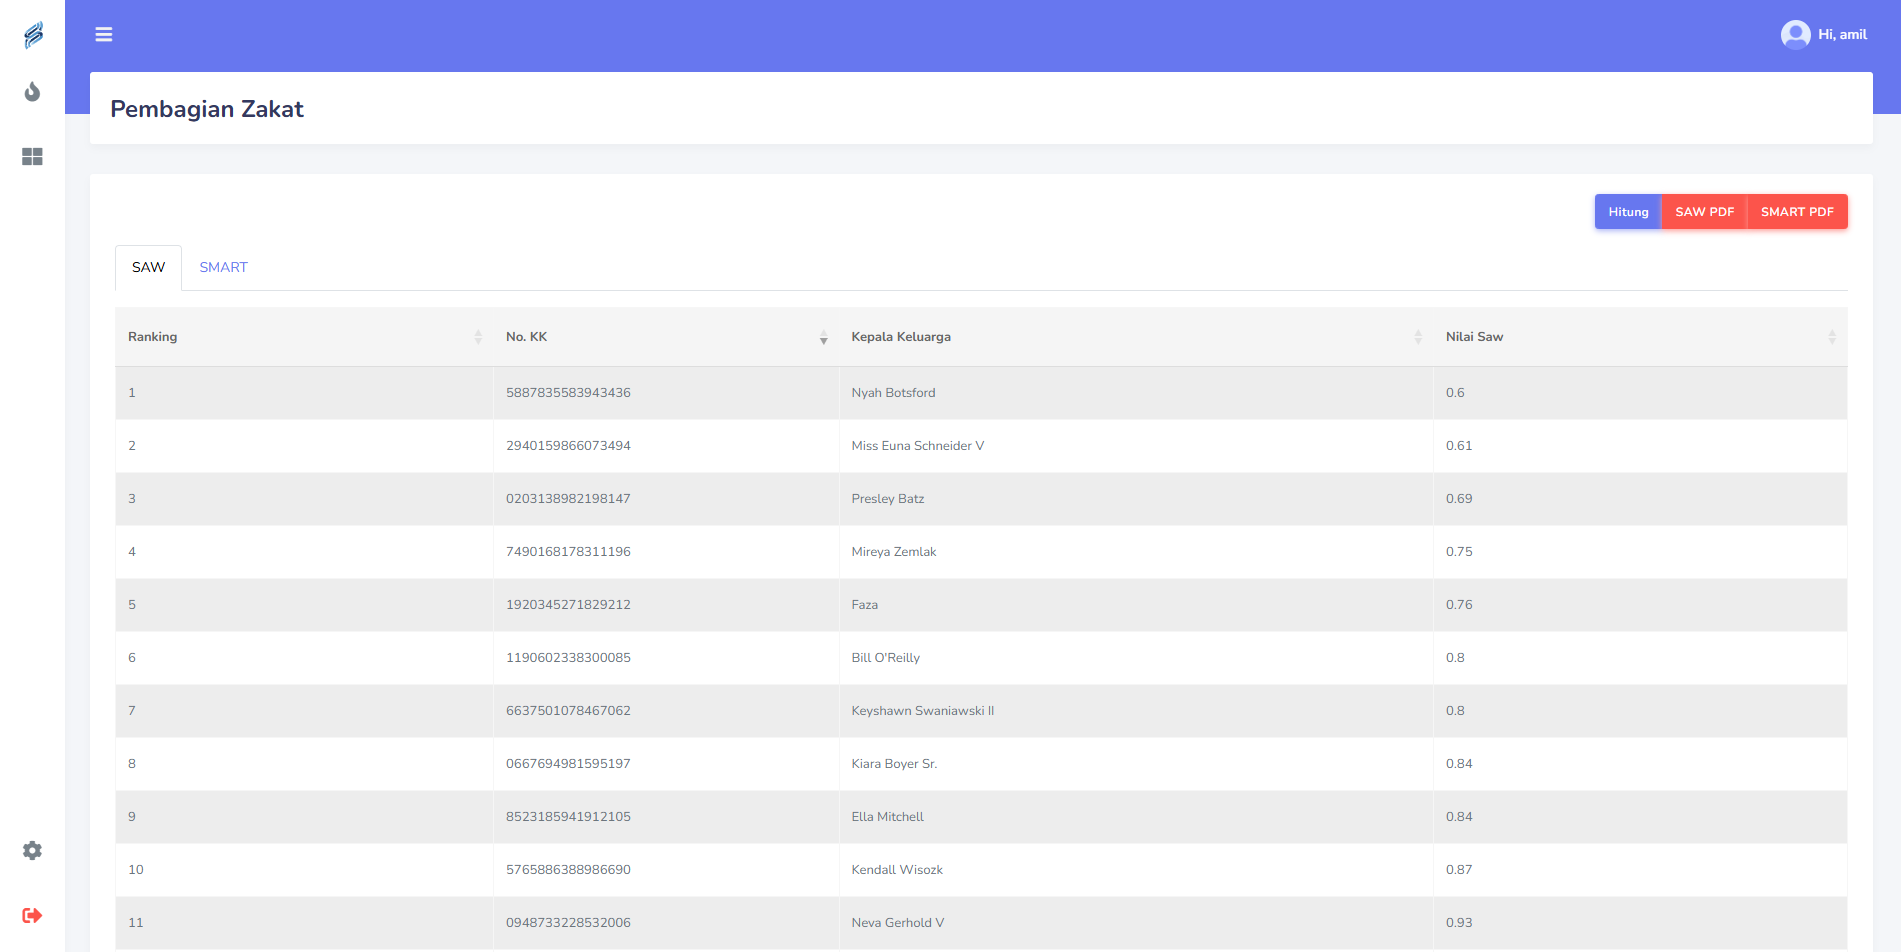 Hi, amil
Pembagian Zakat
Hitung SAW PDF SMART PDF
SAW SMART
Ranking No. KK Kepala Keluarga Nilai Saw
1 5887835583943436 Nyah Botsford 0.6
2 2940159866073494 Miss Euna Schneider V 0.61
3 0203138982198147 Presley Batz 0.69
4 7490168178311196 Mireya Zemlak 0.75
5 1920345271829212 Faza 0.76
6 1190602338300085 Bill O'Reilly 0.8
7 6637501078467062 Keyshawn Swaniawski II 0.8
8 0667694981595197 Kiara Boyer Sr. 0.84
9 8523185941912105 Ella Mitchell 0.84
10 5765886388986690 Kendall Wisozk 0.87
11 0948733228532006 Neva Gerhold V 0.93